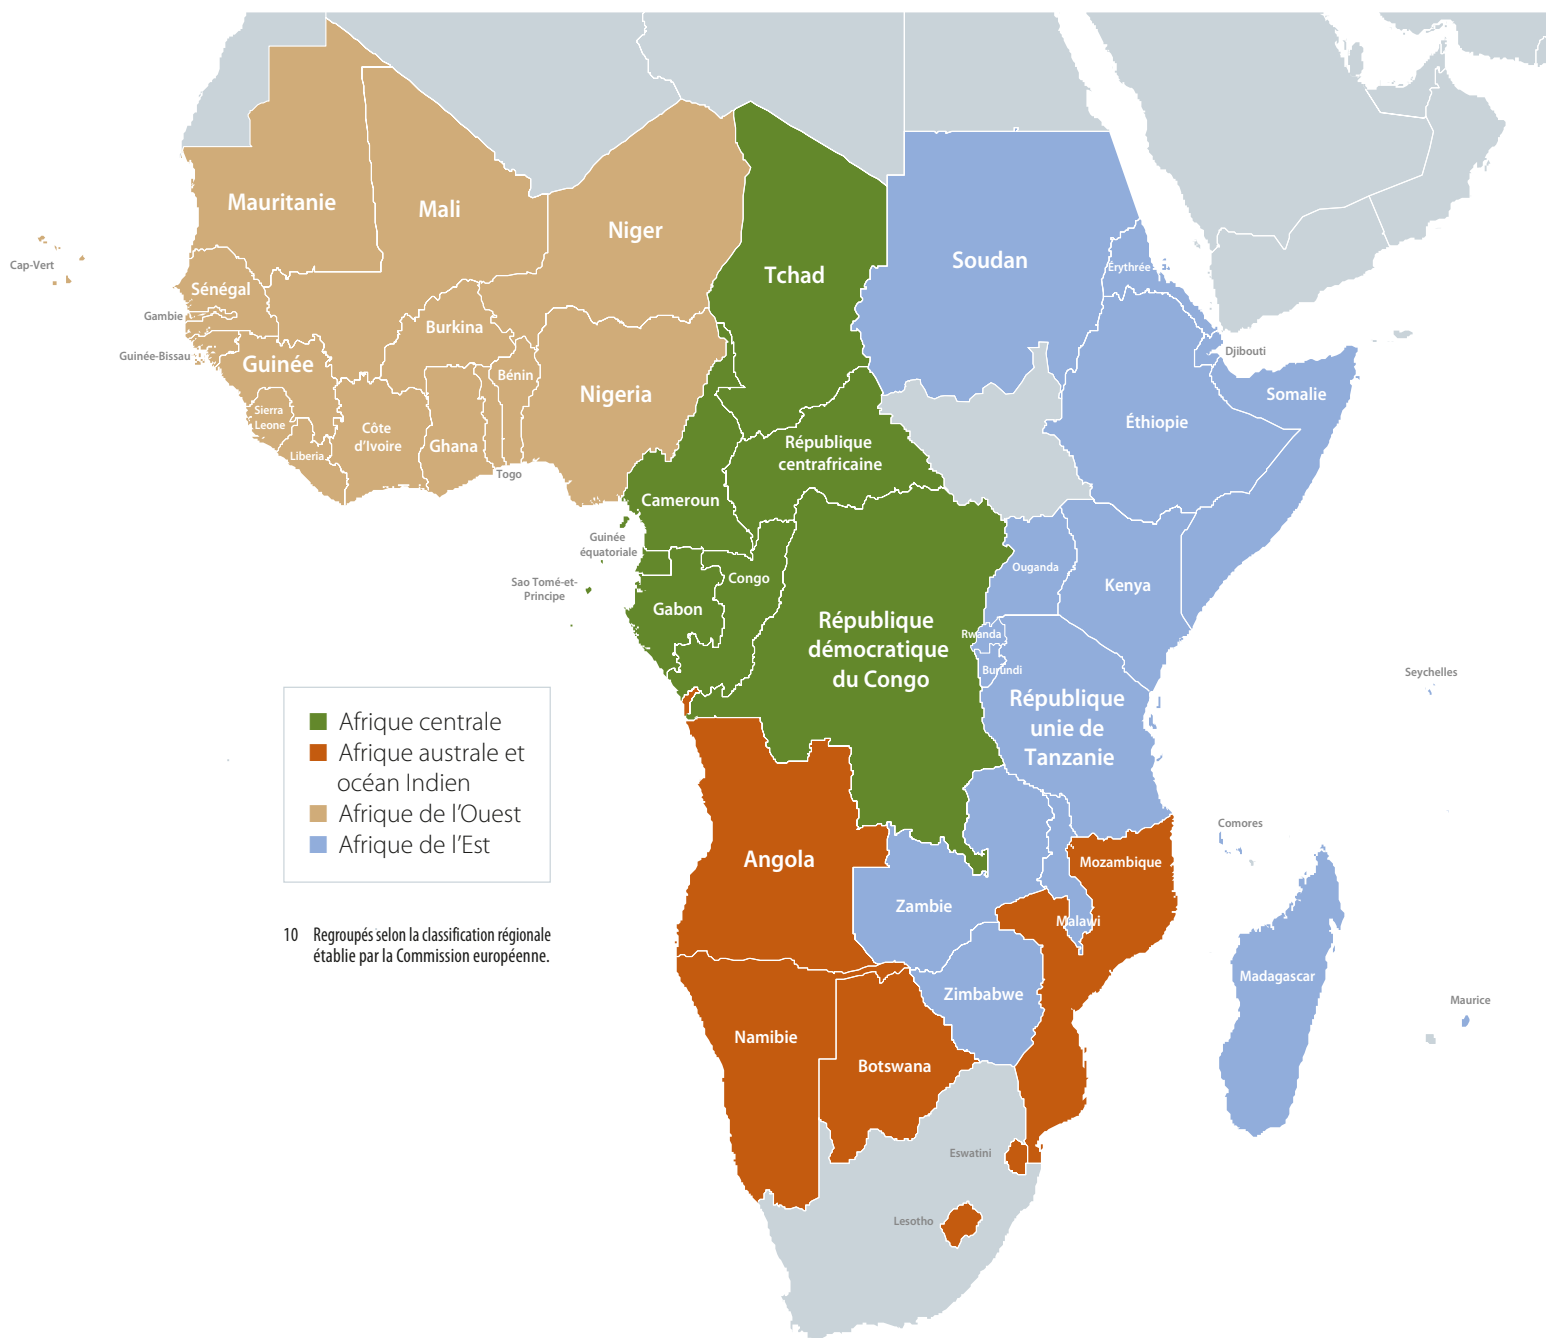 Mauritanie
Mali
Niger
Tchad
Soudan
Érythrée
Cap-Vert
Sénégal
Gambie
Burkina
Guinée-Bissau
Guinée
Bénin
Nigeria
Djibouti
Somalie
Sierra
Leone
Côte
d'Ivoire
Ghana
Liberia
Togo
Éthiopie
République
centrafricaine
Cameroun
Guinée
équatoriale
Sao Tomé-et-
Principe
Congo
Gabon
Ouganda
Kenya
République
démocratique
du Congo
Rwanda
Burundi
République
unie de
Tanzanie
Seychelles
Afrique centrale
Afrique australe et
océan Indien
Afrique de l'Ouest
Afrique de l'Est
Comores
Angola
Mozambique
Zambie
Malawi
10 Regroupés selon la classification régionale
établie par la Commission européenne.
Zimbabwe
Madagascar
Maurice
Namibie
Botswana
Eswatini
Lesotho